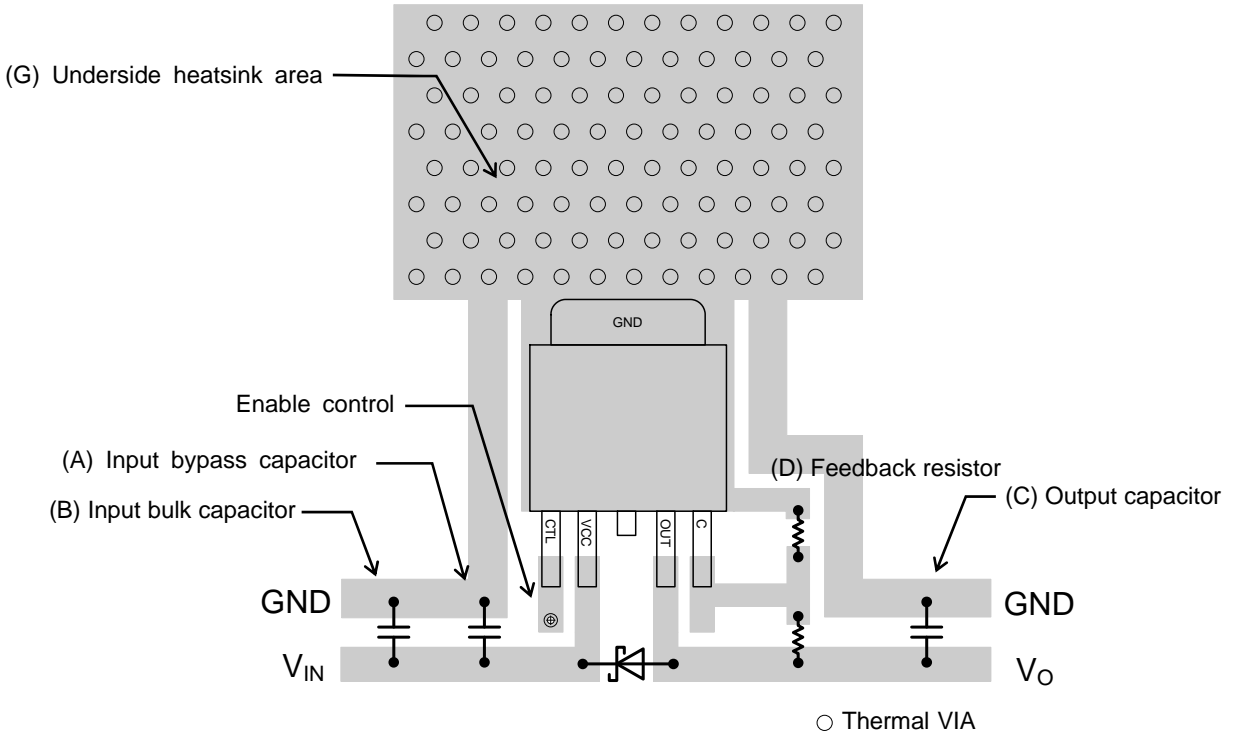 (G) Underside heatsink area
GND
Enable control
(A) Input bypass capacitor
(D) Feedback resistor
(B) Input bulk capacitor
(C) Output capacitor
CTL
VCC
OUT
C
GND
GND
VIN
VO
Thermal VIA